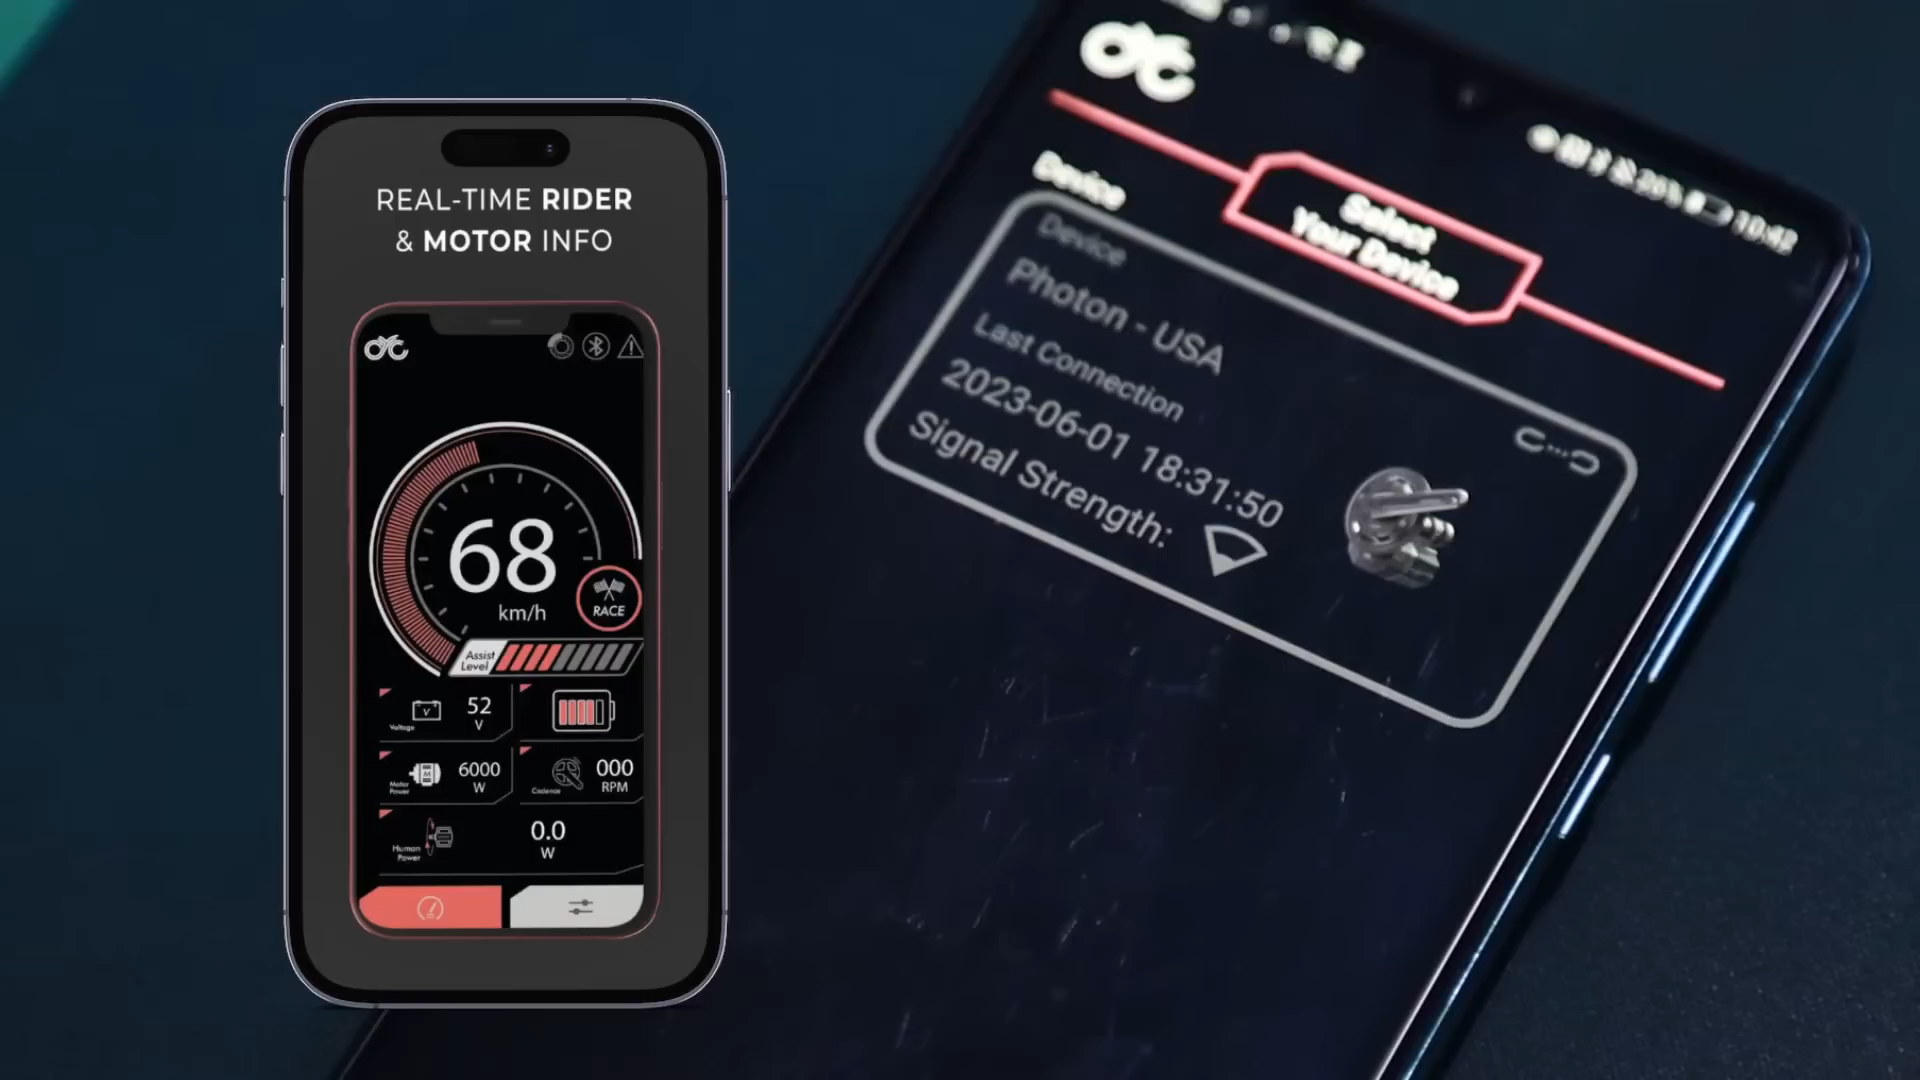 REAL-TIME RIDER
& MOTOR INFO
68
km/h
RACE
Assist
Level
52
V
Voltage
6000
W
Motor
Power
000
RPM
Cadence
0.0
W
Human
Power
10:42
Select
Your Device
Device
Device
Photon - USA
Last Connection
2023-06-01 18:31:50
Signal Strength: